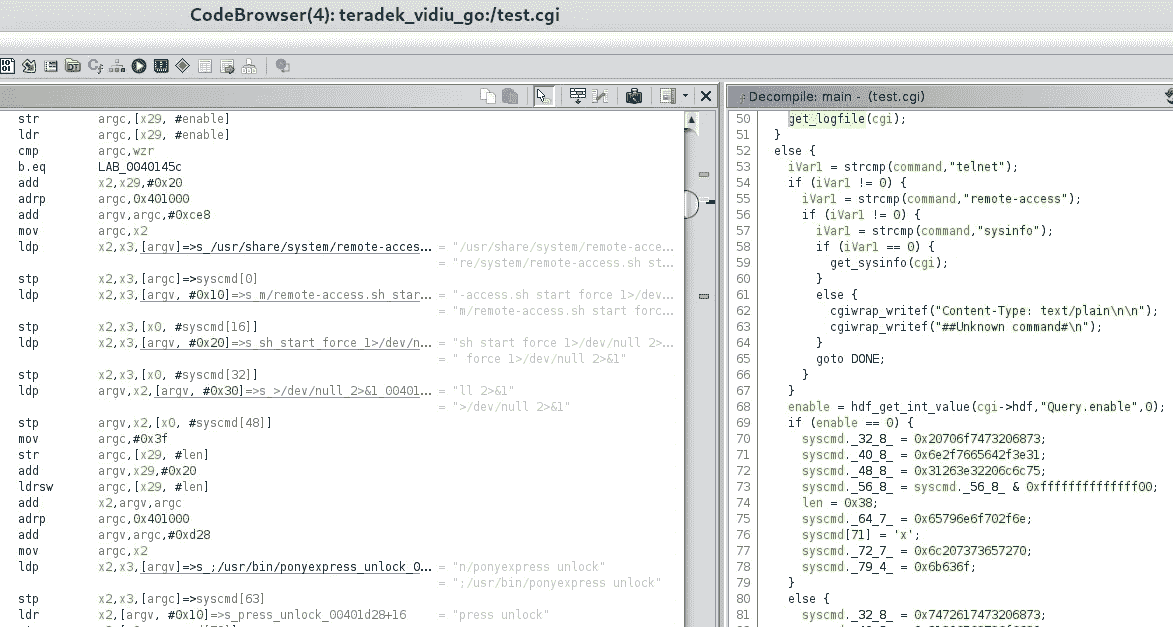 CodeBrowser(4): teradek_vidiu_go:/test.cgi
Decompile: main - (test.cgi)
str argc,[x29, #enable]
ldr argc,[x29, #enable]
cmp argc,wzr
b.eq LAB_0040145c
add x2,x29,#0x20
adrp argc,0x401000
add argv,argc,#0xce8
mov argc,x2
ldp x2,x3,[argv]=>s_/usr/share/system/remote-acces... = "/usr/share/system/remote-acce...
= "re/system/remote-access.sh st...
stp x2,x3,[argc]=>syscmd[0]
ldp x2,x3,[argv, #0x10]=>s_m/remote-access.sh_star... = "-access.sh start force 1>/dev...
= "m/remote-access.sh start forc...
stp x2,x3,[x0, #syscmd[16]]
ldp x2,x3,[argv, #0x20]=>s_sh_start_force_1>/dev/n... = "sh start force 1>/dev/null 2>...
= " force 1>/dev/null 2>&1"
stp x2,x3,[x0, #syscmd[32]]
ldp argv,x2,[argv, #0x30]=>s_>/dev/null_2>&1_00401... = "ll 2>&1"
= ">/dev/null 2>&1"
stp argv,x2,[x0, #syscmd[48]]
mov argc,#0x3f
str argc,[x29, #len]
add argv,x29,#0x20
ldrsw argc,[x29, #len]
add x2,argv,argc
adrp argc,0x401000
add argv,argc,#0xd28
mov argc,x2
ldp x2,x3,[argv]=>s_;/usr/bin/ponyexpress_unlock_0... = "n/ponyexpress unlock"
= ";/usr/bin/ponyexpress unlock"
stp x2,x3,[argc]=>syscmd[63]
ldr x2,[argv, #0x10]=>s_press_unlock_00401d28+16 = "press unlock"
50 get_logfile(cgi);
51 }
52 else {
53 iVar1 = strcmp(command,"telnet");
54 if (iVar1 != 0) {
55 iVar1 = strcmp(command,"remote-access");
56 if (iVar1 != 0) {
57 iVar1 = strcmp(command,"sysinfo");
58 if (iVar1 == 0) {
59 get_sysinfo(cgi);
60 }
61 else {
62 cgiwrap_writef("Content-Type: text/plain\n\n");
63 cgiwrap_writef("##Unknown command#\n");
64 }
65 goto DONE;
66 }
67 }
68 enable = hdf_get_int_value(cgi->hdf,"Query.enable",0);
69 if (enable == 0) {
70 syscmd._32_8_ = 0x20706f7473206873;
71 syscmd._40_8_ = 0x6e2f7665642f3e31;
72 syscmd._48_8_ = 0x31263e32206c6c75;
73 syscmd._56_8_ = syscmd._56_8_ & 0xffffffffffffff00;
74 len = 0x38;
75 syscmd._64_7_ = 0x65796e6f702f6e;
76 syscmd[71] = 'x';
77 syscmd._72_7_ = 0x6c207373657270;
78 syscmd._79_4_ = 0x6b636f;
79 }
80 else {
81 syscmd._32_8_ = 0x7472617473206873;